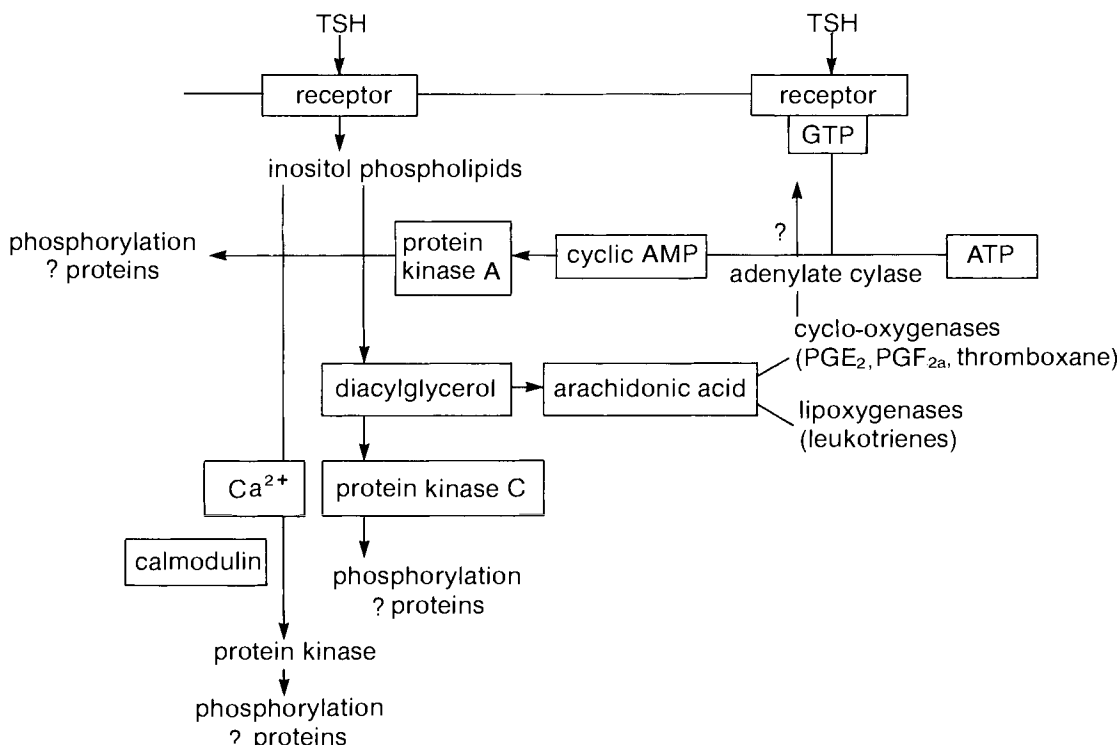 TSH
TSH
receptor
receptor
GTP
inositol phospholipids
phosphorylation
? proteins
protein
kinase A
cyclic AMP
?
ATP
adenylate cylase
cyclo-oxygenases
(PGE₂, PGF₂ₐ, thromboxane)
diacylglycerol
arachidonic acid
lipoxygenases
(leukotrienes)
Ca²⁺
protein kinase C
calmodulin
phosphorylation
? proteins
protein kinase
phosphorylation
? proteins